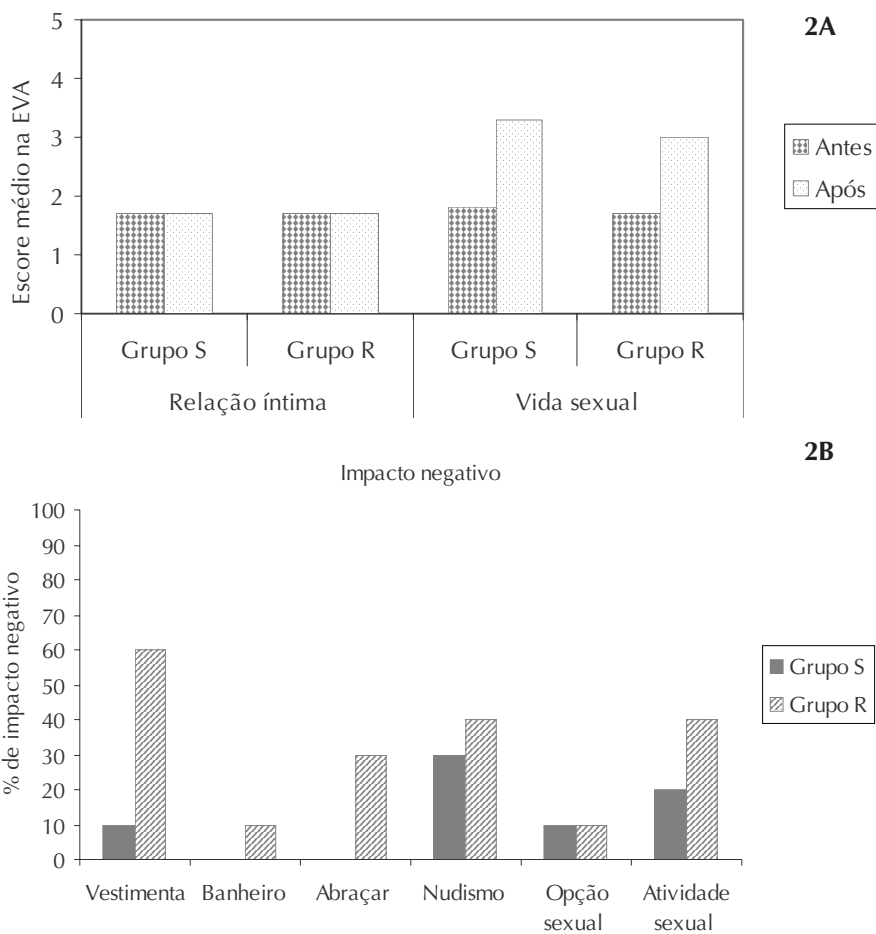 2A
Escore médio na EVA
5
4
3
2
1
0
Grupo S
Grupo R
Grupo S
Grupo R
Relação íntima
Vida sexual
Antes
Após
2B
Impacto negativo
% de impacto negativo
100
90
80
70
60
50
40
30
20
10
0
Vestimenta
Banheiro
Abraçar
Nudismo
Opção
sexual
Atividade
sexual
Grupo S
Grupo R